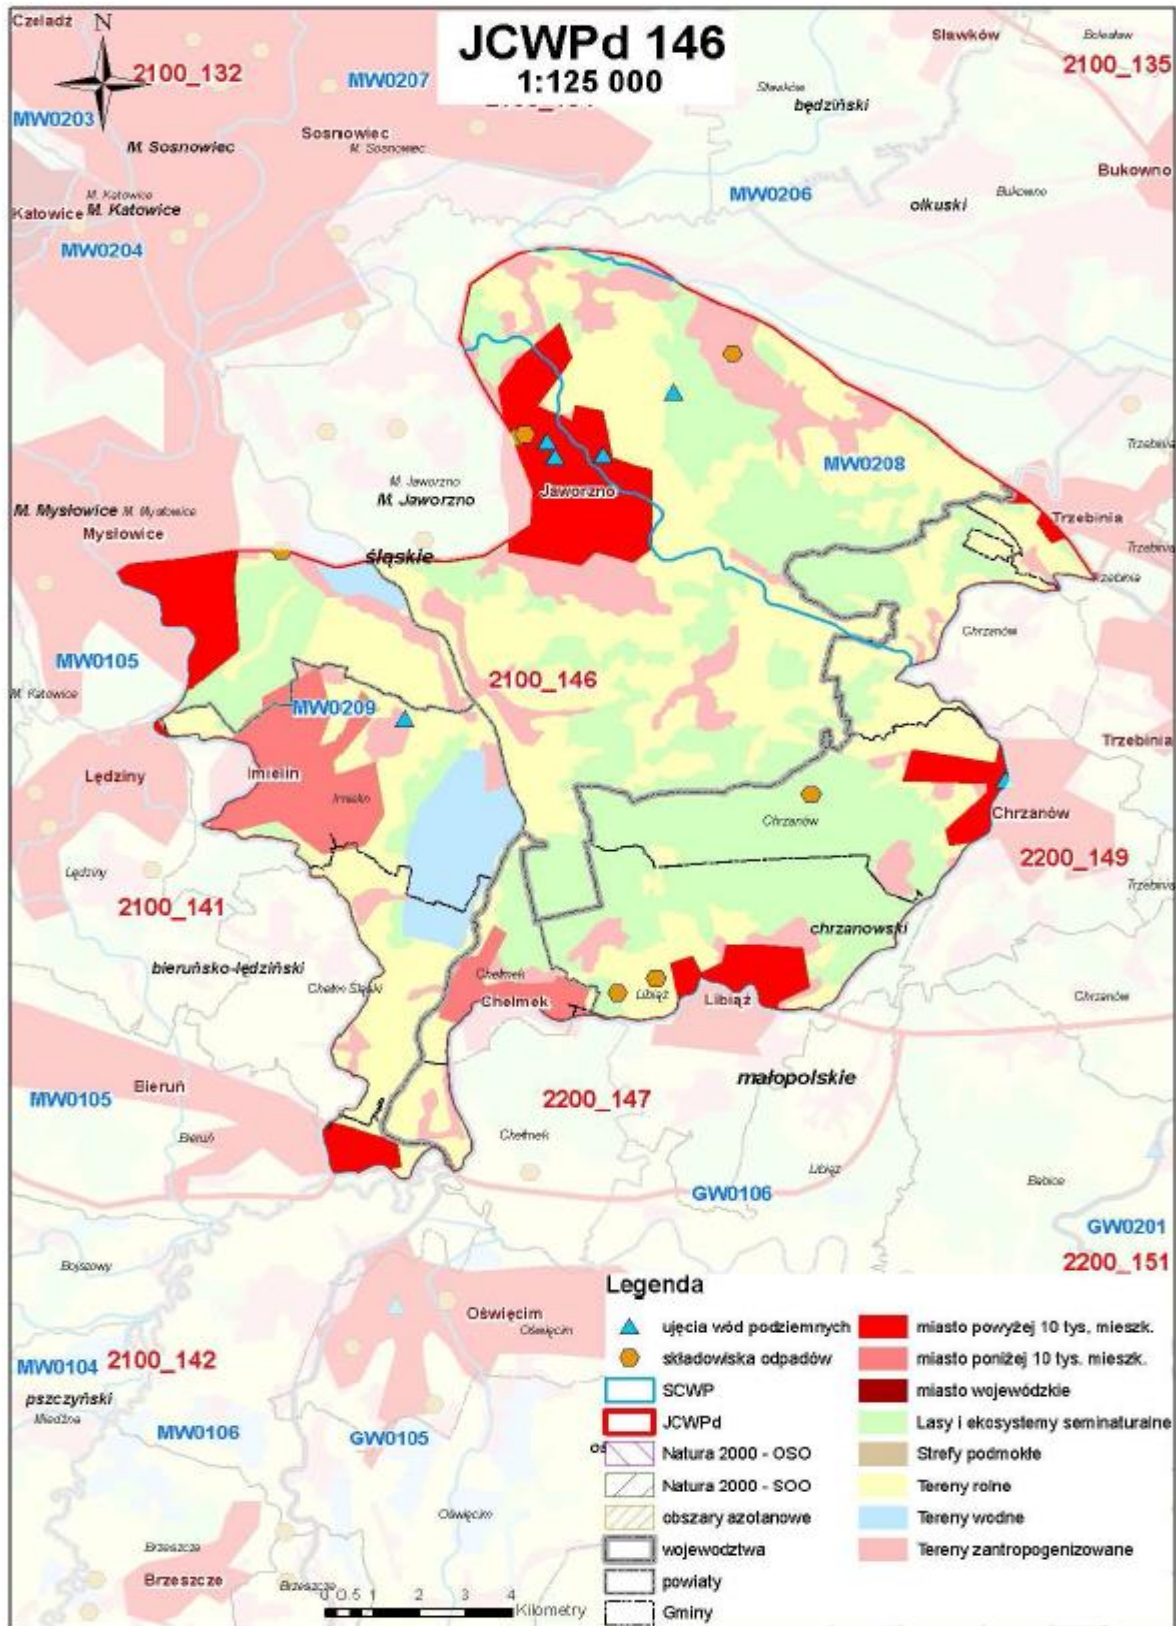 JCWPd 146
1:125 000
Czeladź
N
2100_132
MW0207
Sławków
Bolesław
2100_135
Sławków
będziński
MW0203
M. Sosnowiec
Sosnowiec
M. Sosnowiec
MW0206
Bukowno
Bukowno
olkuski
M. Katowice
Katowice
M. Katowice
MW0204
MW0208
Trzebinia
M. Jaworzno
M. Jaworzno
Jaworzno
M. Mysłowice
M. Mysłowice
Mysłowice
Trzebinia
Trzebinia
śląskie
Trzebinia
Chrzanów
MW0105
M. Katowice
2100_146
MW0209
Trzebinia
Lędziny
Imielin
Imielin
Chrzanów
Chrzanów
2200_149
Lędziny
Trzebinia
2100_141
chrzanowski
bieruńsko-lędziński
Chełm Śląski
Chełmek
Chełmek
Libiąż
Libiąż
Chrzanów
małopolskie
Bieruń
MW0105
2200_147
Bieruń
Chełmek
Libiąż
Babice
GW0106
GW0201
Bojszowy
2200_151
Oświęcim
Oświęcim
MW0104
2100_142
pszczyński
Miedźna
MW0106
GW0105
Oświęcim
Brzeszcze
Brzeszcze
Brzeszcze
0 0,5 1 2 3 4
Kilometry
Legenda
ujęcia wód podziemnych
składowiska odpadów
SCWP
JCWPd
Natura 2000 - OSO
Natura 2000 - SOO
obszary azotanowe
województwa
powiaty
Gminy
miasto powyżej 10 tys. mieszk.
miasto poniżej 10 tys. mieszk.
miasto wojewódzkie
Lasy i ekosystemy seminaturalne
Strefy podmokłe
Tereny rolne
Tereny wodne
Tereny zantropogenizowane